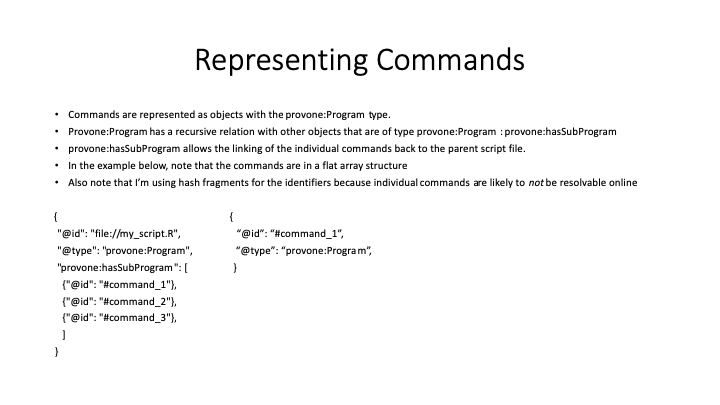 Representing Commands
• Commands are represented as objects with the provone:Program type.
• Provone:Program has a recursive relation with other objects that are of type provone:Program : provone:hasSubProgram
• provone:hasSubProgram allows the linking of the individual commands back to the parent script file.
• In the example below, note that the commands are in a flat array structure
• Also note that I'm using hash fragments for the identifiers because individual commands are likely to not be resolvable online
{
"@id": "file://my_script.R",
"@type": "provone:Program",
"provone:hasSubProgram": [
{"@id": "#command_1"},
{"@id": "#command_2"},
{"@id": "#command_3"},
]
}
{
“@id”: “#command_1”,
“@type”: “provone:Program”,
}